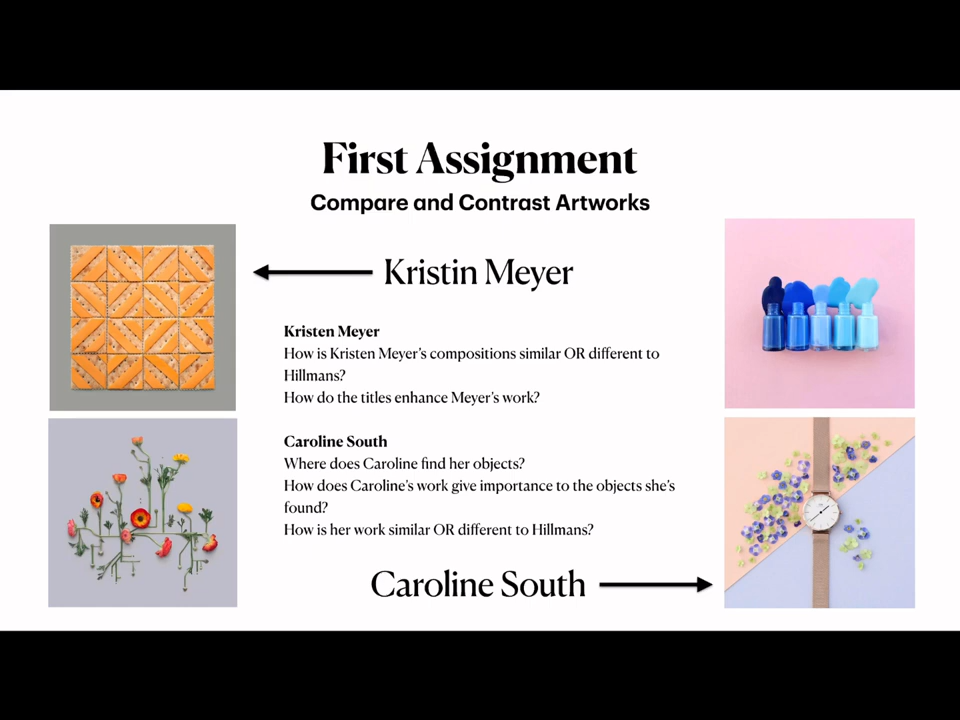 First Assignment
Compare and Contrast Artworks
Kristin Meyer
Kristen Meyer
How is Kristen Meyer's compositions similar OR different to
Hillmans?
How do the titles enhance Meyer's work?
Caroline South
Where does Caroline find her objects?
How does Caroline's work give importance to the objects she's
found?
How is her work similar OR different to Hillmans?
Caroline South